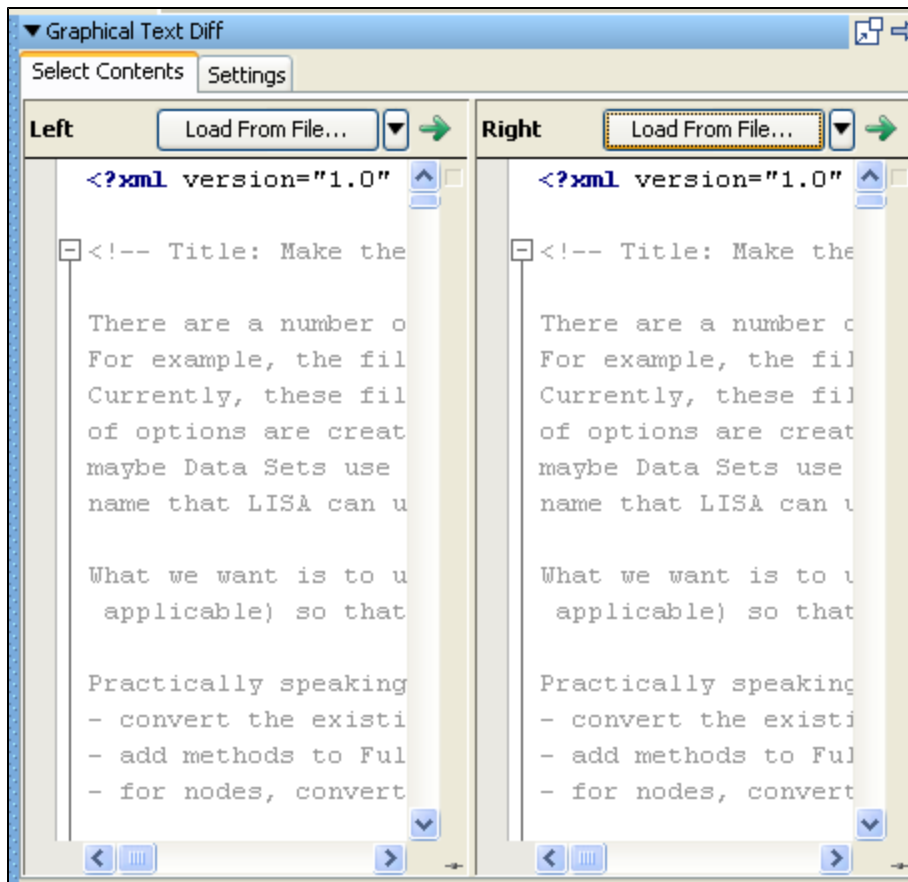 Graphical Text Diff
Select Contents Settings
Left Load From File...
<?xml version="1.0"
<!-- Title: Make the
There are a number o
For example, the fil
Currently, these fil
of options are creat
maybe Data Sets use
name that LISA can u
What we want is to u
applicable) so that
Practically speaking
- convert the existi
- add methods to Ful
- for nodes, convert
Right Load From File...
<?xml version="1.0"
<!-- Title: Make the
There are a number o
For example, the fil
Currently, these fil
of options are creat
maybe Data Sets use
name that LISA can u
What we want is to u
applicable) so that
Practically speaking
- convert the existi
- add methods to Ful
- for nodes, convert